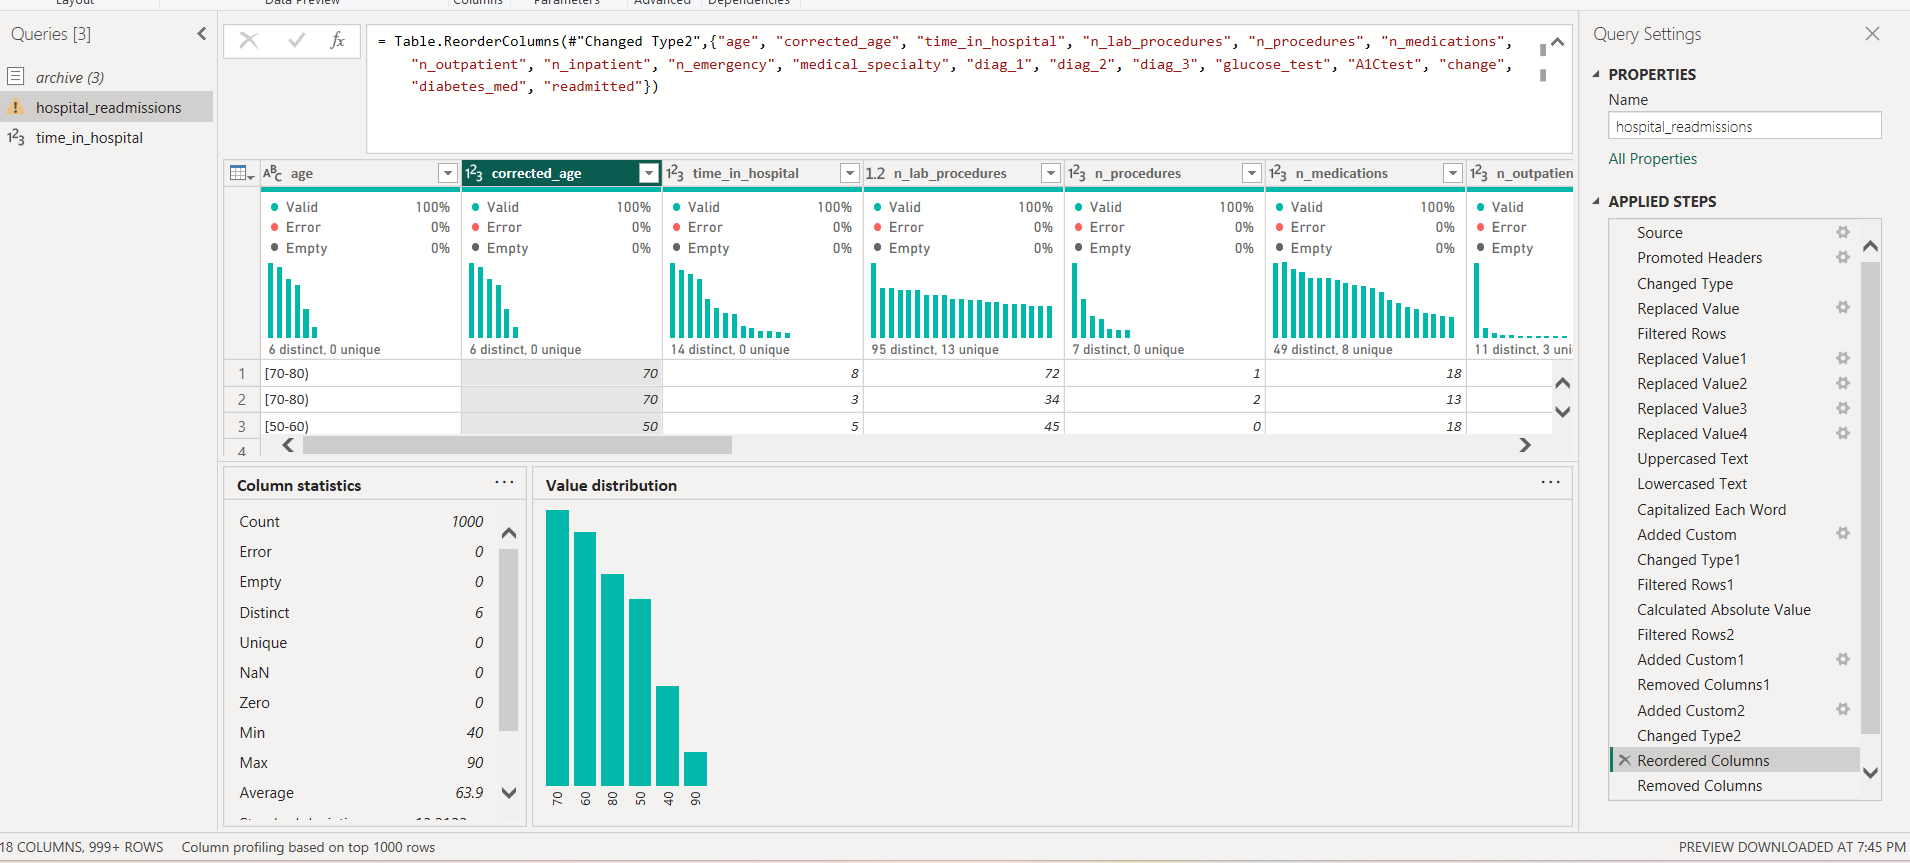 Layout Data Preview Columns Parameters Advanced Dependencies
Queries [3]
archive (3)
hospital_readmissions
1²3 time_in_hospital
fx
= Table.ReorderColumns(#"Changed Type2",{"age", "corrected_age", "time_in_hospital", "n_lab_procedures", "n_procedures", "n_medications",
"n_outpatient", "n_inpatient", "n_emergency", "medical_specialty", "diag_1", "diag_2", "diag_3", "glucose_test", "A1Ctest", "change",
"diabetes_med", "readmitted"})
ABC age 1²3 corrected_age 1²3 time_in_hospital 1.2 n_lab_procedures 1²3 n_procedures 1²3 n_medications 1²3 n_outpatien
Valid 100% Valid 100% Valid 100% Valid 100% Valid 100% Valid 100% Valid
Error 0% Error 0% Error 0% Error 0% Error 0% Error 0% Error
Empty 0% Empty 0% Empty 0% Empty 0% Empty 0% Empty 0% Empty
6 distinct, 0 unique 6 distinct, 0 unique 14 distinct, 0 unique 95 distinct, 13 unique 7 distinct, 0 unique 49 distinct, 8 unique 11 distinct, 3 uni
1 [70-80) 70 8 72 1 18
2 [70-80) 70 3 34 2 13
3 [50-60) 50 5 45 0 18
4
Column statistics
Count 1000
Error 0
Empty 0
Distinct 6
Unique 0
NaN 0
Zero 0
Min 40
Max 90
Average 63.9
Value distribution
70 60 80 50 40 90
Query Settings
PROPERTIES
Name
hospital_readmissions
All Properties
APPLIED STEPS
Source
Promoted Headers
Changed Type
Replaced Value
Filtered Rows
Replaced Value1
Replaced Value2
Replaced Value3
Replaced Value4
Uppercased Text
Lowercased Text
Capitalized Each Word
Added Custom
Changed Type1
Filtered Rows1
Calculated Absolute Value
Filtered Rows2
Added Custom1
Removed Columns1
Added Custom2
Changed Type2
Reordered Columns
Removed Columns
18 COLUMNS, 999+ ROWS Column profiling based on top 1000 rows
PREVIEW DOWNLOADED AT 7:45 PM